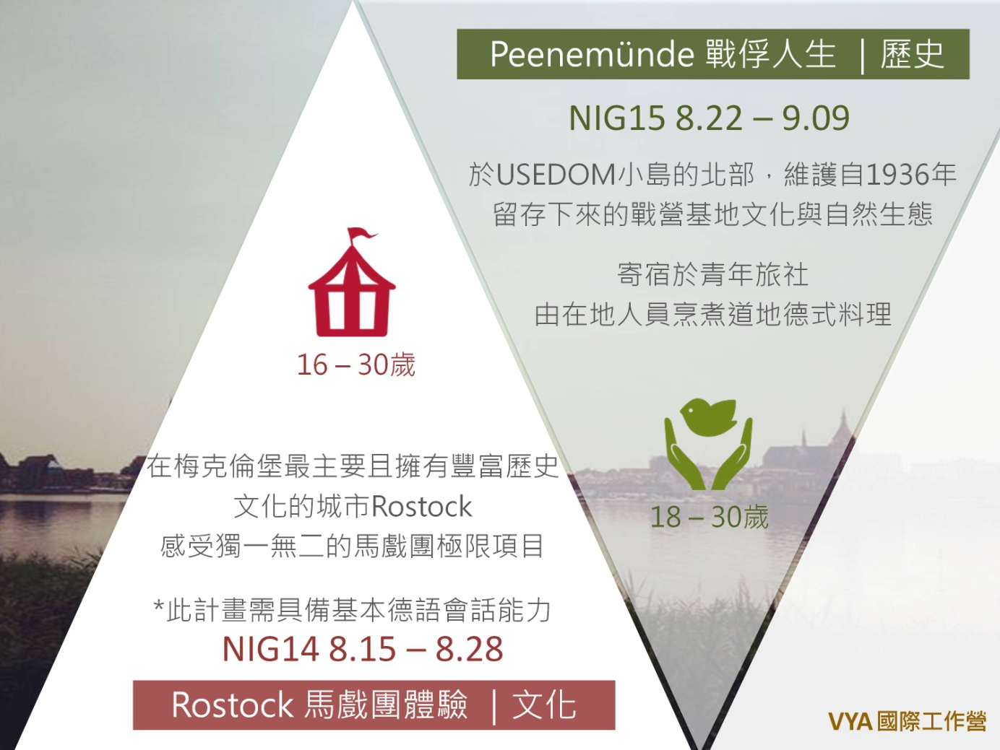 Peenemünde 戰俘人生 ｜歷史
NIG15 8.22 – 9.09
於USEDOM小島的北部，維護自1936年
留存下來的戰營基地文化與自然生態
寄宿於青年旅社
由在地人員烹煮道地德式料理
18 – 30歲
16 – 30歲
在梅克倫堡最主要且擁有豐富歷史
文化的城市Rostock
感受獨一無二的馬戲團極限項目
*此計畫需具備基本德語會話能力
NIG14 8.15 – 8.28
Rostock 馬戲團體驗 ｜文化
VYA國際工作營